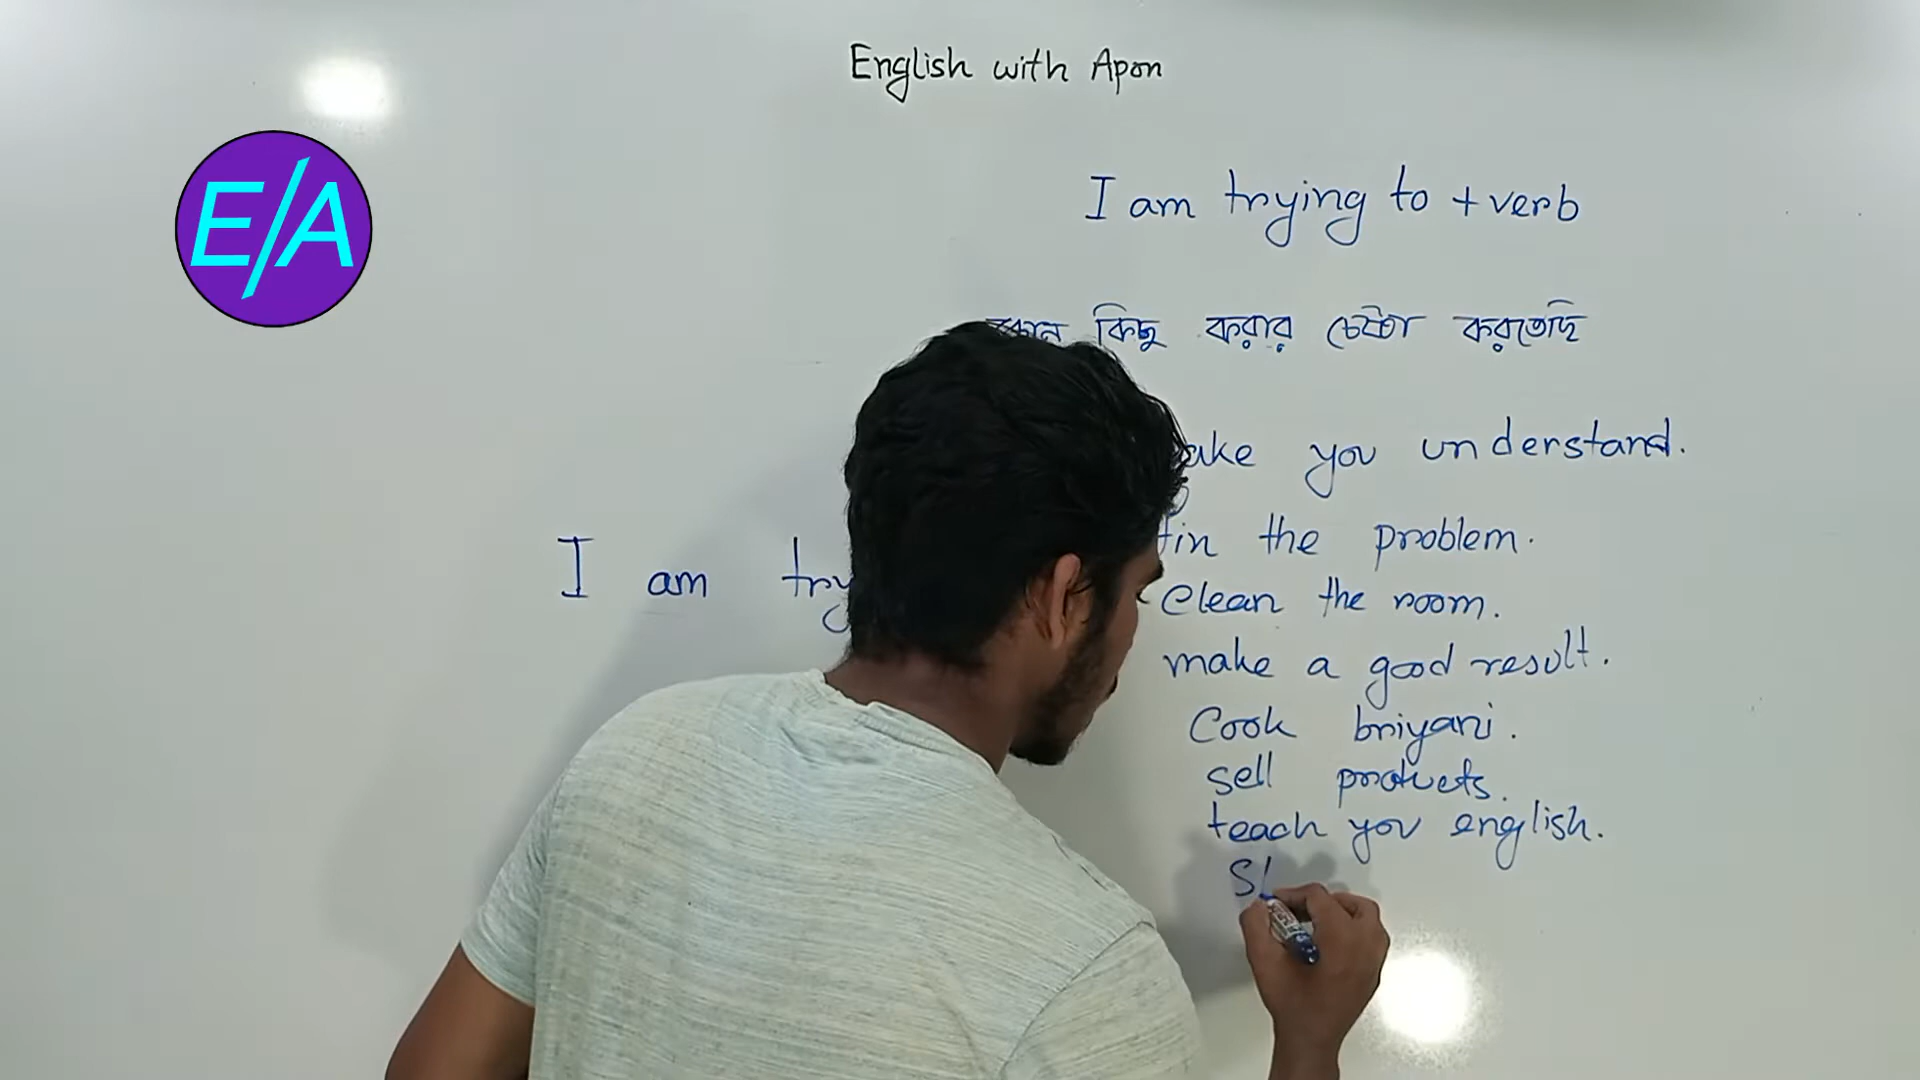 English with Apon
E/A
I am trying to + verb
কিছু করার চেষ্টা করতেছি
ake you understand.
I am try
fin the problem.
Clean the room.
make a good result.
Cook briyani.
sell products.
teach you english.